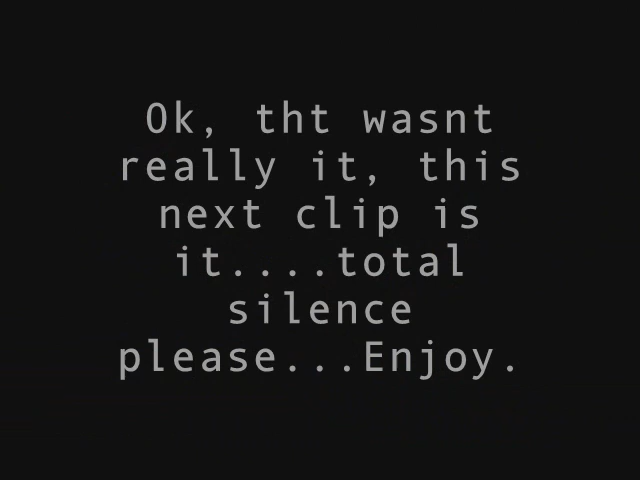 Ok, tht wasnt
really it, this
next clip is
it....total
silence
please...Enjoy.